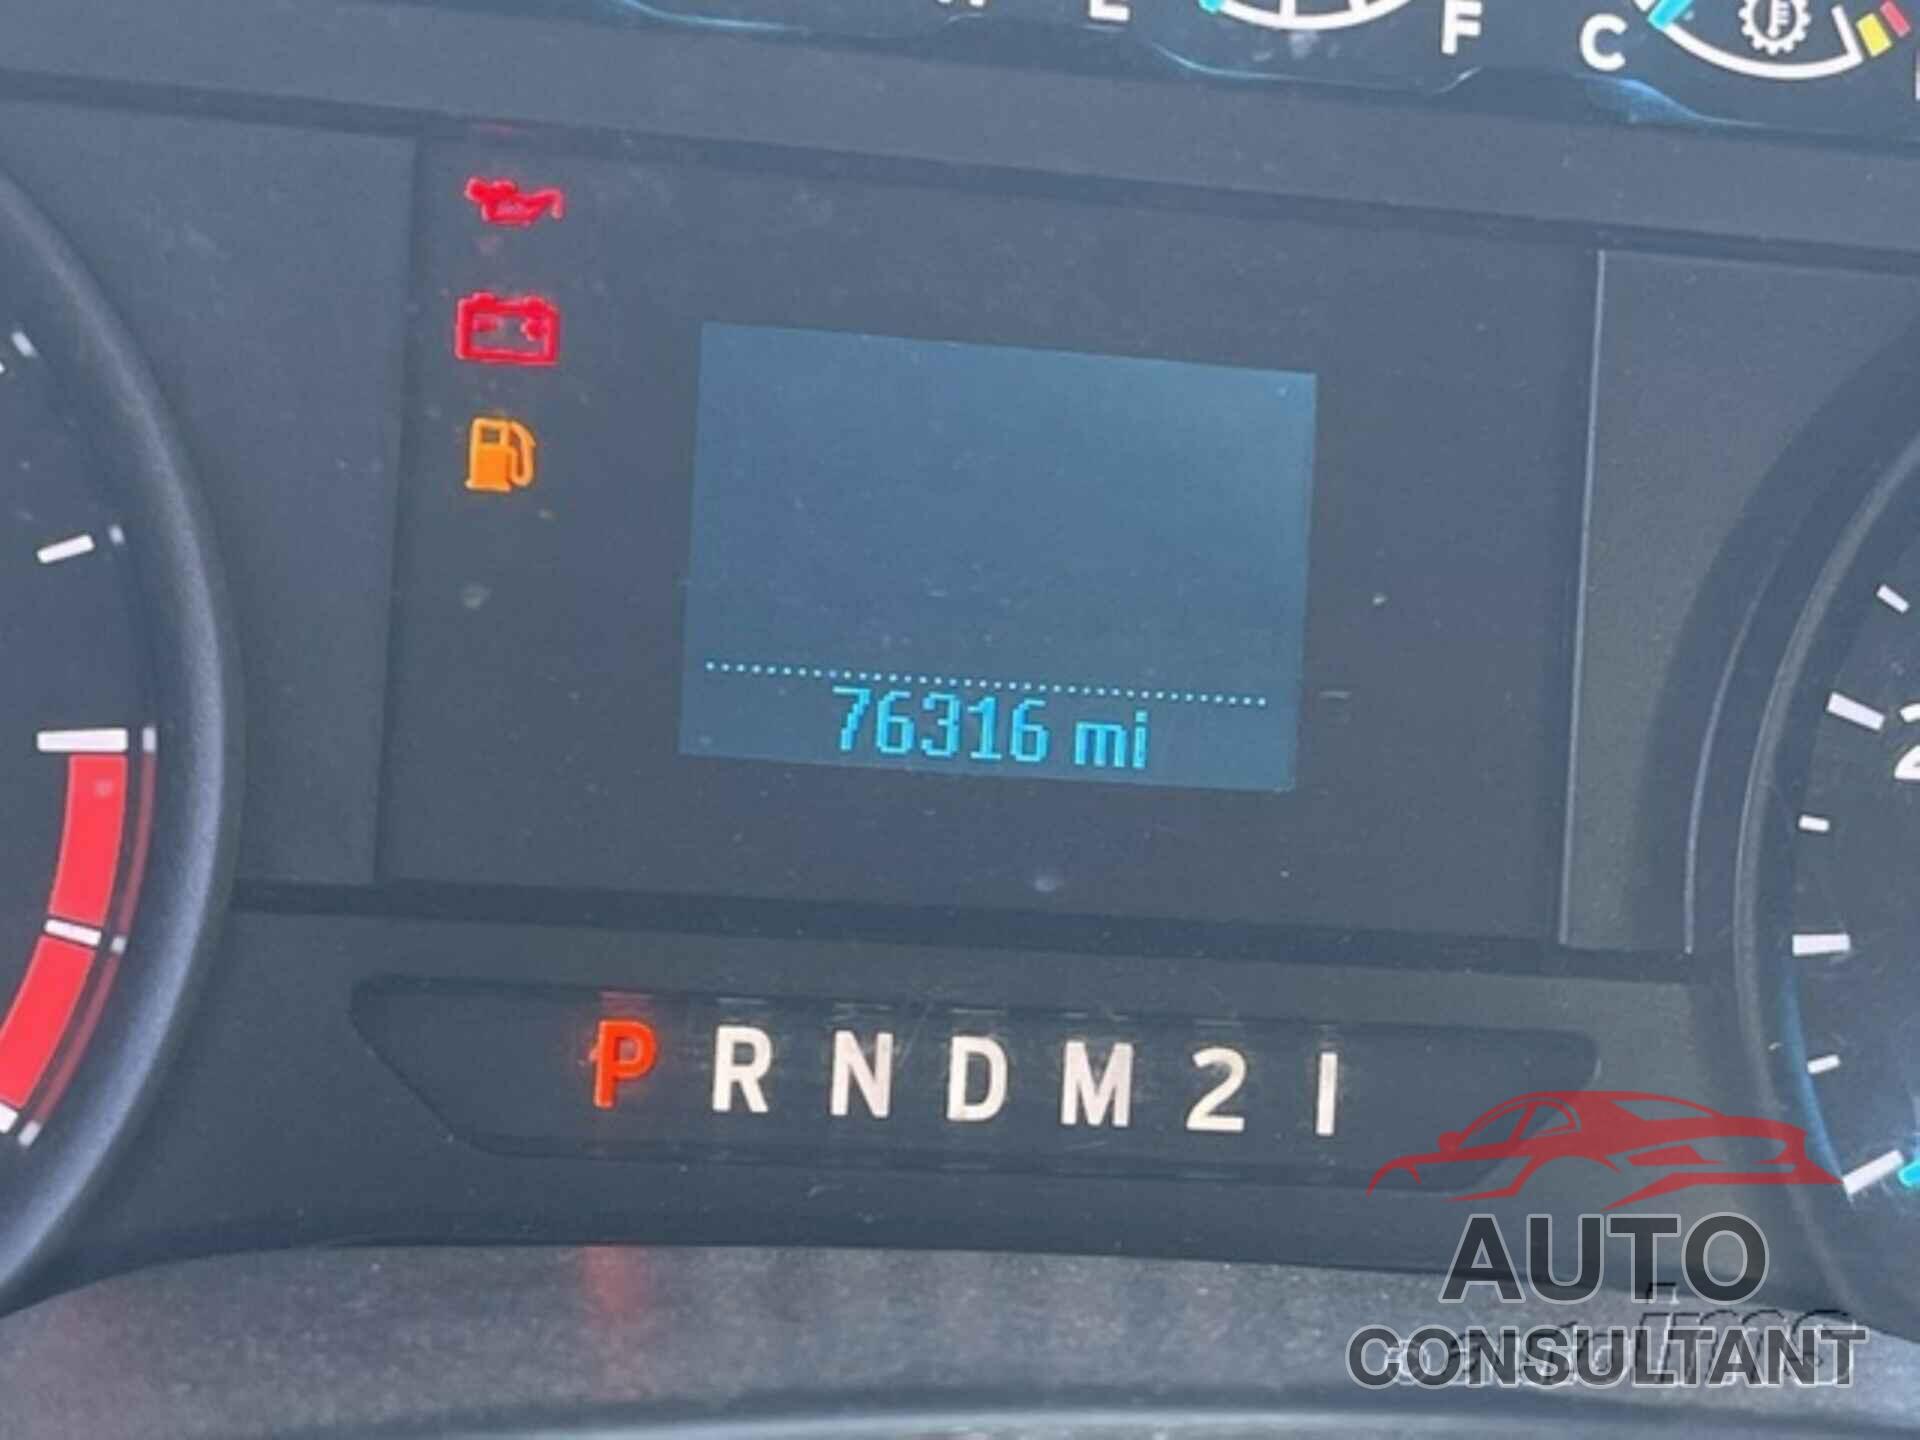 E F C
76316 mi
P R N D M 2 1
AUTO
CONSULTANT